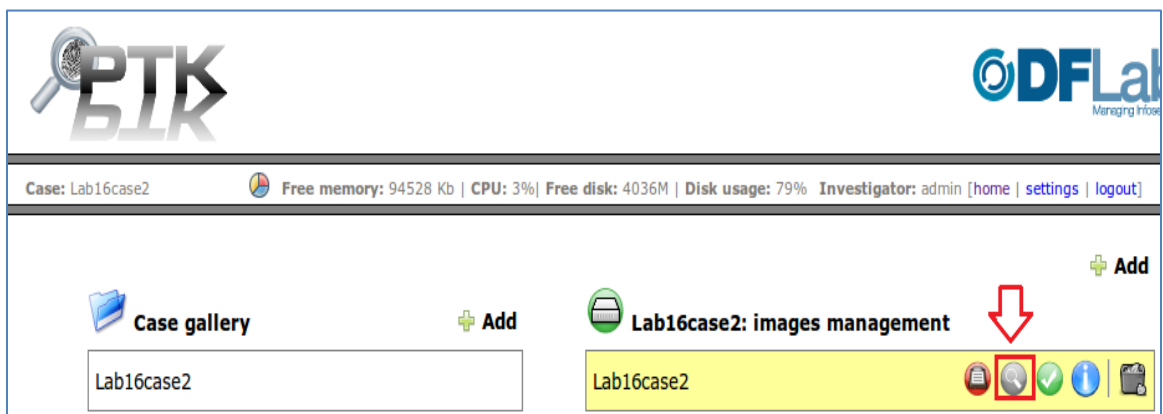 PTK
DFLab
Managing Infose
Case: Lab16case2 Free memory: 94528 Kb | CPU: 3%| Free disk: 4036M | Disk usage: 79% Investigator: admin [home | settings | logout]
Add
Case gallery Add Lab16case2: images management
Lab16case2 Lab16case2